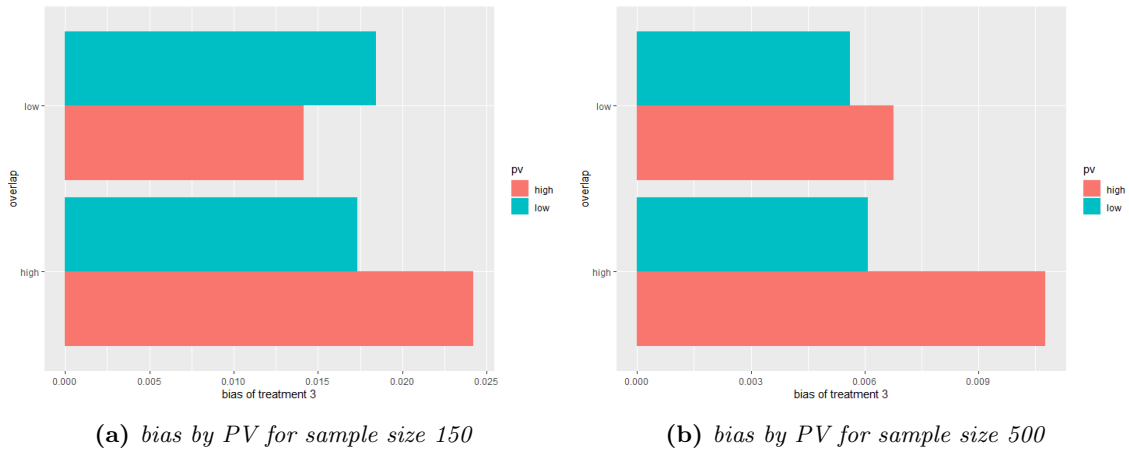 overlap
low
high
0.000 0.005 0.010 0.015 0.020 0.025
bias of treatment 3
pv
high
low
(a) bias by PV for sample size 150
overlap
low
high
0.000 0.003 0.006 0.009
bias of treatment 3
pv
high
low
(b) bias by PV for sample size 500